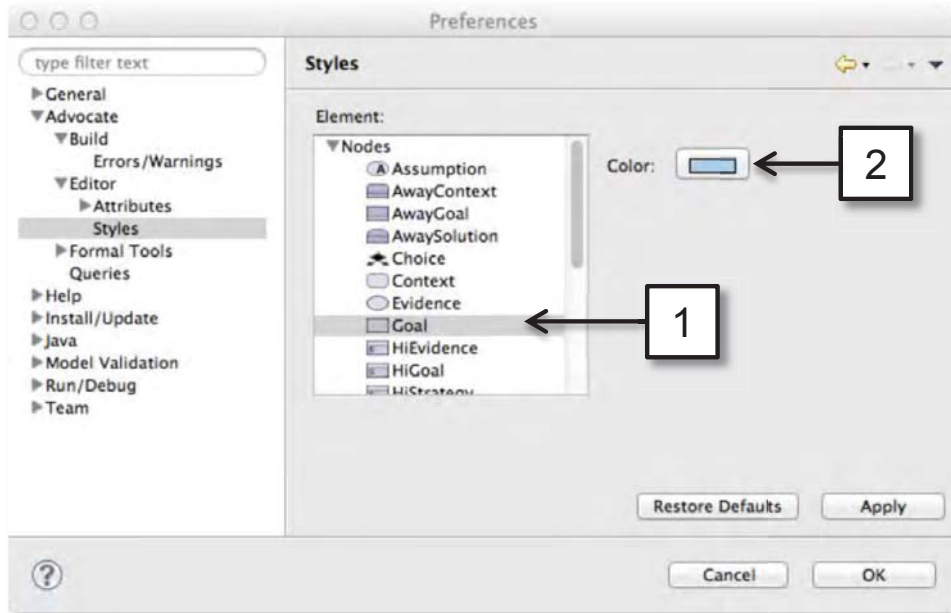 Preferences
type filter text
General
Advocate
Build
Errors/Warnings
Editor
Attributes
Styles
Formal Tools
Queries
Help
Install/Update
Java
Model Validation
Run/Debug
Team
Styles
Element:
Nodes
A Assumption
AwayContext
AwayGoal
AwaySolution
Choice
Context
Evidence
Goal
HiEvidence
HiGoal
HiStrategy
Color:
2
1
Restore Defaults
Apply
?
Cancel
OK